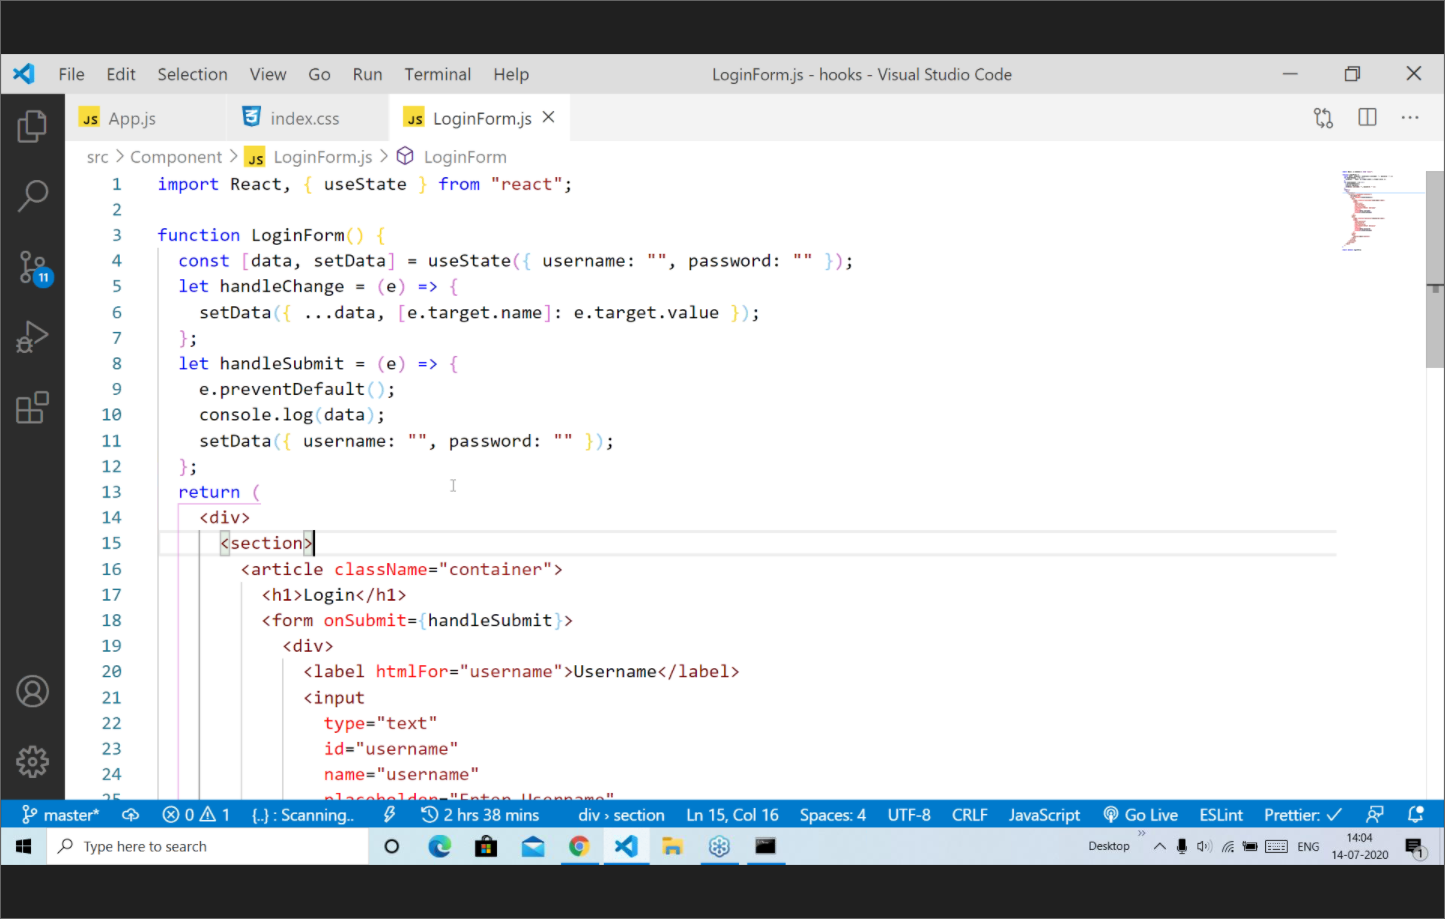 File Edit Selection View Go Run Terminal Help LoginForm.js - hooks - Visual Studio Code
JS App.js index.css JS LoginForm.js
src > Component > JS LoginForm.js > LoginForm
1 import React, { useState } from "react";
2
3 function LoginForm() {
4 const [data, setData] = useState({ username: "", password: "" });
5 let handleChange = (e) => {
6 setData({ ...data, [e.target.name]: e.target.value });
7 };
8 let handleSubmit = (e) => {
9 e.preventDefault();
10 console.log(data);
11 setData({ username: "", password: "" });
12 };
13 return (
14 <div>
15 <section>
16 <article className="container">
17 <h1>Login</h1>
18 <form onSubmit={handleSubmit}>
19 <div>
20 <label htmlFor="username">Username</label>
21 <input
22 type="text"
23 id="username"
24 name="username"
25 placeholder="Enter Username"
11
master* 0 1 {..} : Scanning.. 2 hrs 38 mins div › section Ln 15, Col 16 Spaces: 4 UTF-8 CRLF JavaScript Go Live ESLint Prettier: ✓
Type here to search Desktop ENG 14:04
14-07-2020 1